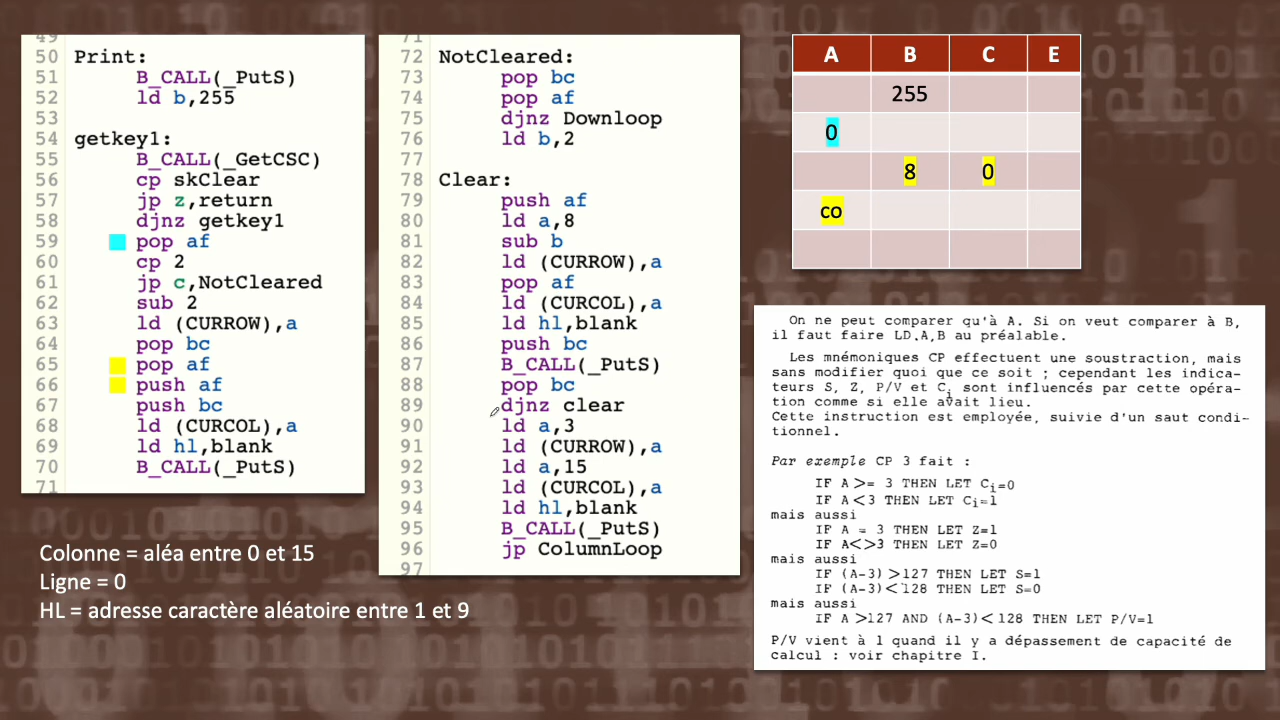 49
50 Print:
51 B_CALL(_PutS)
52 ld b,255
53
54 getkey1:
55 B_CALL(_GetCSC)
56 cp skClear
57 jp z,return
58 djnz getkey1
59 pop af
60 cp 2
61 jp c,NotCleared
62 sub 2
63 ld (CURROW),a
64 pop bc
65 pop af
66 push af
67 push bc
68 ld (CURCOL),a
69 ld hl,blank
70 B_CALL(_PutS)
71
71
72 NotCleared:
73 pop bc
74 pop af
75 djnz Downloop
76 ld b,2
77
78 Clear:
79 push af
80 ld a,8
81 sub b
82 ld (CURROW),a
83 pop af
84 ld (CURCOL),a
85 ld hl,blank
86 push bc
87 B_CALL(_PutS)
88 pop bc
89 djnz clear
90 ld a,3
91 ld (CURROW),a
92 ld a,15
93 ld (CURCOL),a
94 ld hl,blank
95 B_CALL(_PutS)
96 jp ColumnLoop
97
A B C E
255
0
8 0
co
On ne peut comparer qu'à A. Si on veut comparer à B,
il faut faire LD.A,B au préalable.
Les mnémoniques CP effectuent une soustraction, mais
sans modifier quoi que ce soit ; cependant les indica-
teurs S, Z, P/V et Ci sont influencés par cette opéra-
tion comme si elle avait lieu.
Cette instruction est employée, suivie d'un saut condi-
tionnel.
Par exemple CP 3 fait :
IF A >= 3 THEN LET Ci=0
IF A <3 THEN LET Ci=1
mais aussi
IF A = 3 THEN LET Z=1
IF A<>3 THEN LET Z=0
mais aussi
IF (A-3) >127 THEN LET S=1
IF (A-3) <128 THEN LET S=0
mais aussi
IF A >127 AND (A-3)< 128 THEN LET P/V=1
P/V vient à 1 quand il y a dépassement de capacité de
calcul : voir chapitre I.
Colonne = aléa entre 0 et 15
Ligne = 0
HL = adresse caractère aléatoire entre 1 et 9